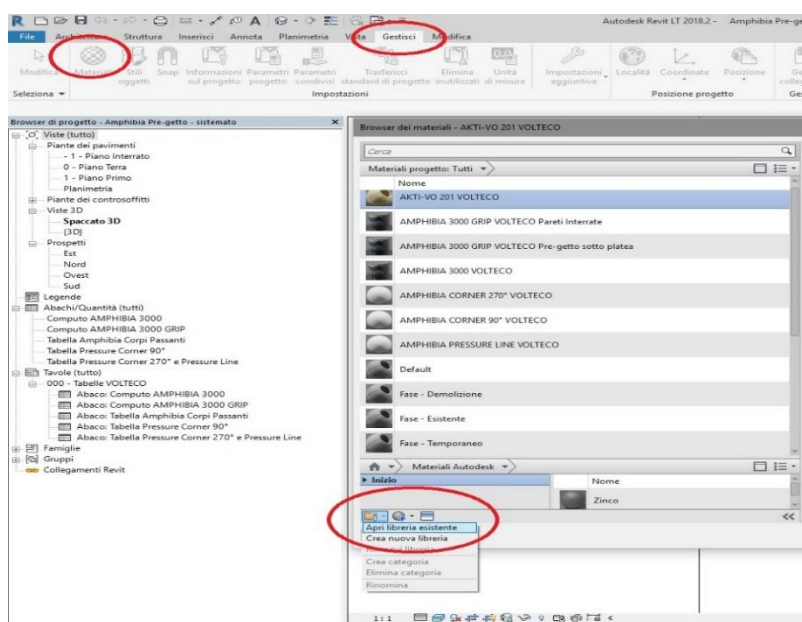 Autodesk Revit LT 2018.2 - Amphibia Pre-ge
File Architettura Struttura Inserisci Annota Planimetria Vista Gestisci Modifica
Modifica Materiali Stili oggetti Snap Informazioni sul progetto Parametri progetto Parametri condivisi Trasferisci standard di progetto Elimina inutilizzati Unità di misura Impostazioni aggiuntive Località Coordinate Posizione
Seleziona Impostazioni Posizione progetto
Browser di progetto - Amphibia Pre-getto - sistemato
Viste (tutto)
Piante dei pavimenti
- 1 - Piano interrato
0 - Piano Terra
1 - Piano Primo
Planimetria
Piante dei controsoffitti
Viste 3D
Spaccato 3D
{3D}
Prospetti
Est
Nord
Ovest
Sud
Legende
Abachi/Quantità (tutti)
Computo AMPHIBIA 3000
Computo AMPHIBIA 3000 GRIP
Tabella Amphibia Corpi Passanti
Tabella Pressure Corner 90°
Tabella Pressure Corner 270° e Pressure Line
Tavole (tutto)
000 - Tabelle VOLTECO
Abaco: Computo AMPHIBIA 3000
Abaco: Computo AMPHIBIA 3000 GRIP
Abaco: Tabella Amphibia Corpi Passanti
Abaco: Tabella Pressure Corner 90°
Abaco: Tabella Pressure Corner 270° e Pressure Line
Famiglie
Gruppi
Collegamenti Revit
Browser dei materiali - AKTI-VO 201 VOLTECO
Cerca
Materiali progetto: Tutti
Nome
AKTI-VO 201 VOLTECO
AMPHIBIA 3000 GRIP VOLTECO Pareti Interrate
AMPHIBIA 3000 GRIP VOLTECO Pre-getto sotto platea
AMPHIBIA 3000 VOLTECO
AMPHIBIA CORNER 270° VOLTECO
AMPHIBIA CORNER 90° VOLTECO
AMPHIBIA PRESSURE LINE VOLTECO
Default
Fase - Demolizione
Fase - Esistente
Fase - Temporaneo
Materiali Autodesk
Inizio
Nome
Zinco
Apri libreria esistente
Crea nuova libreria
Crea categoria
Elimina categoria
Rinomina
1:1